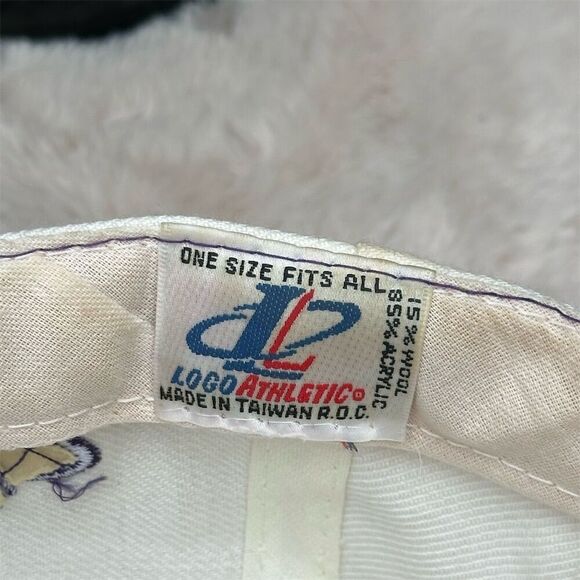 ONE SIZE FITS ALL
15% WOOL
85% ACRYLIC
L
LOGO ATHLETIC®
MADE IN TAIWAN R.O.C.